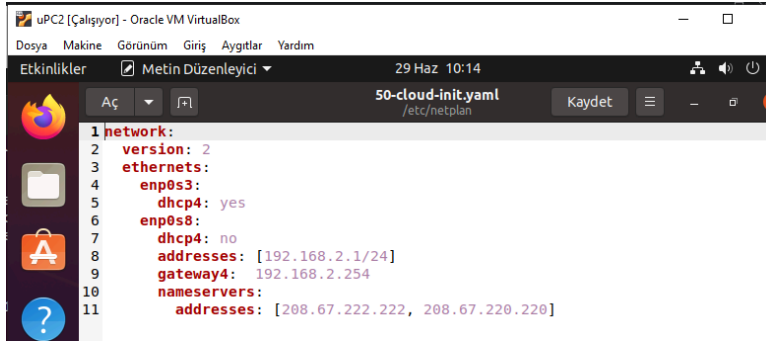 uPC2 [Çalışıyor] - Oracle VM VirtualBox
Dosya Makine Görünüm Giriş Aygıtlar Yardım
Etkinlikler Metin Düzenleyici 29 Haz 10:14
Aç 50-cloud-init.yaml Kaydet
/etc/netplan
1 network:
2   version: 2
3   ethernets:
4     enp0s3:
5       dhcp4: yes
6     enp0s8:
7       dhcp4: no
8       addresses: [192.168.2.1/24]
9       gateway4:  192.168.2.254
10       nameservers:
11         addresses: [208.67.222.222, 208.67.220.220]